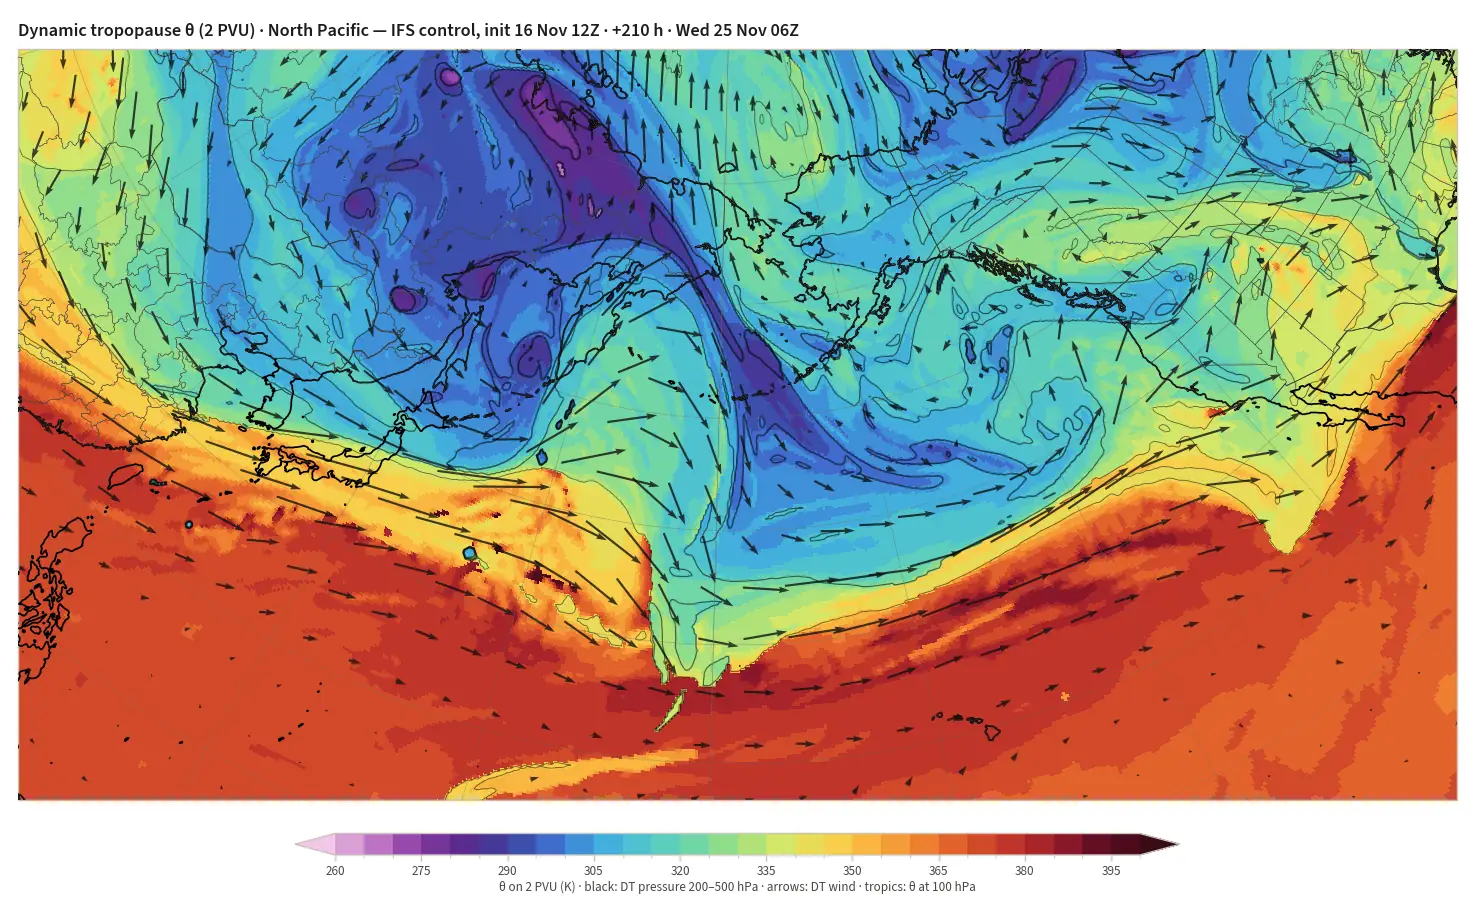 Dynamic tropopause θ (2 PVU) · North Pacific — IFS control, init 16 Nov 12Z · +210 h · Wed 25 Nov 06Z
260 275 290 305 320 335 350 365 380 395
θ on 2 PVU (K) · black: DT pressure 200–500 hPa · arrows: DT wind · tropics: θ at 100 hPa